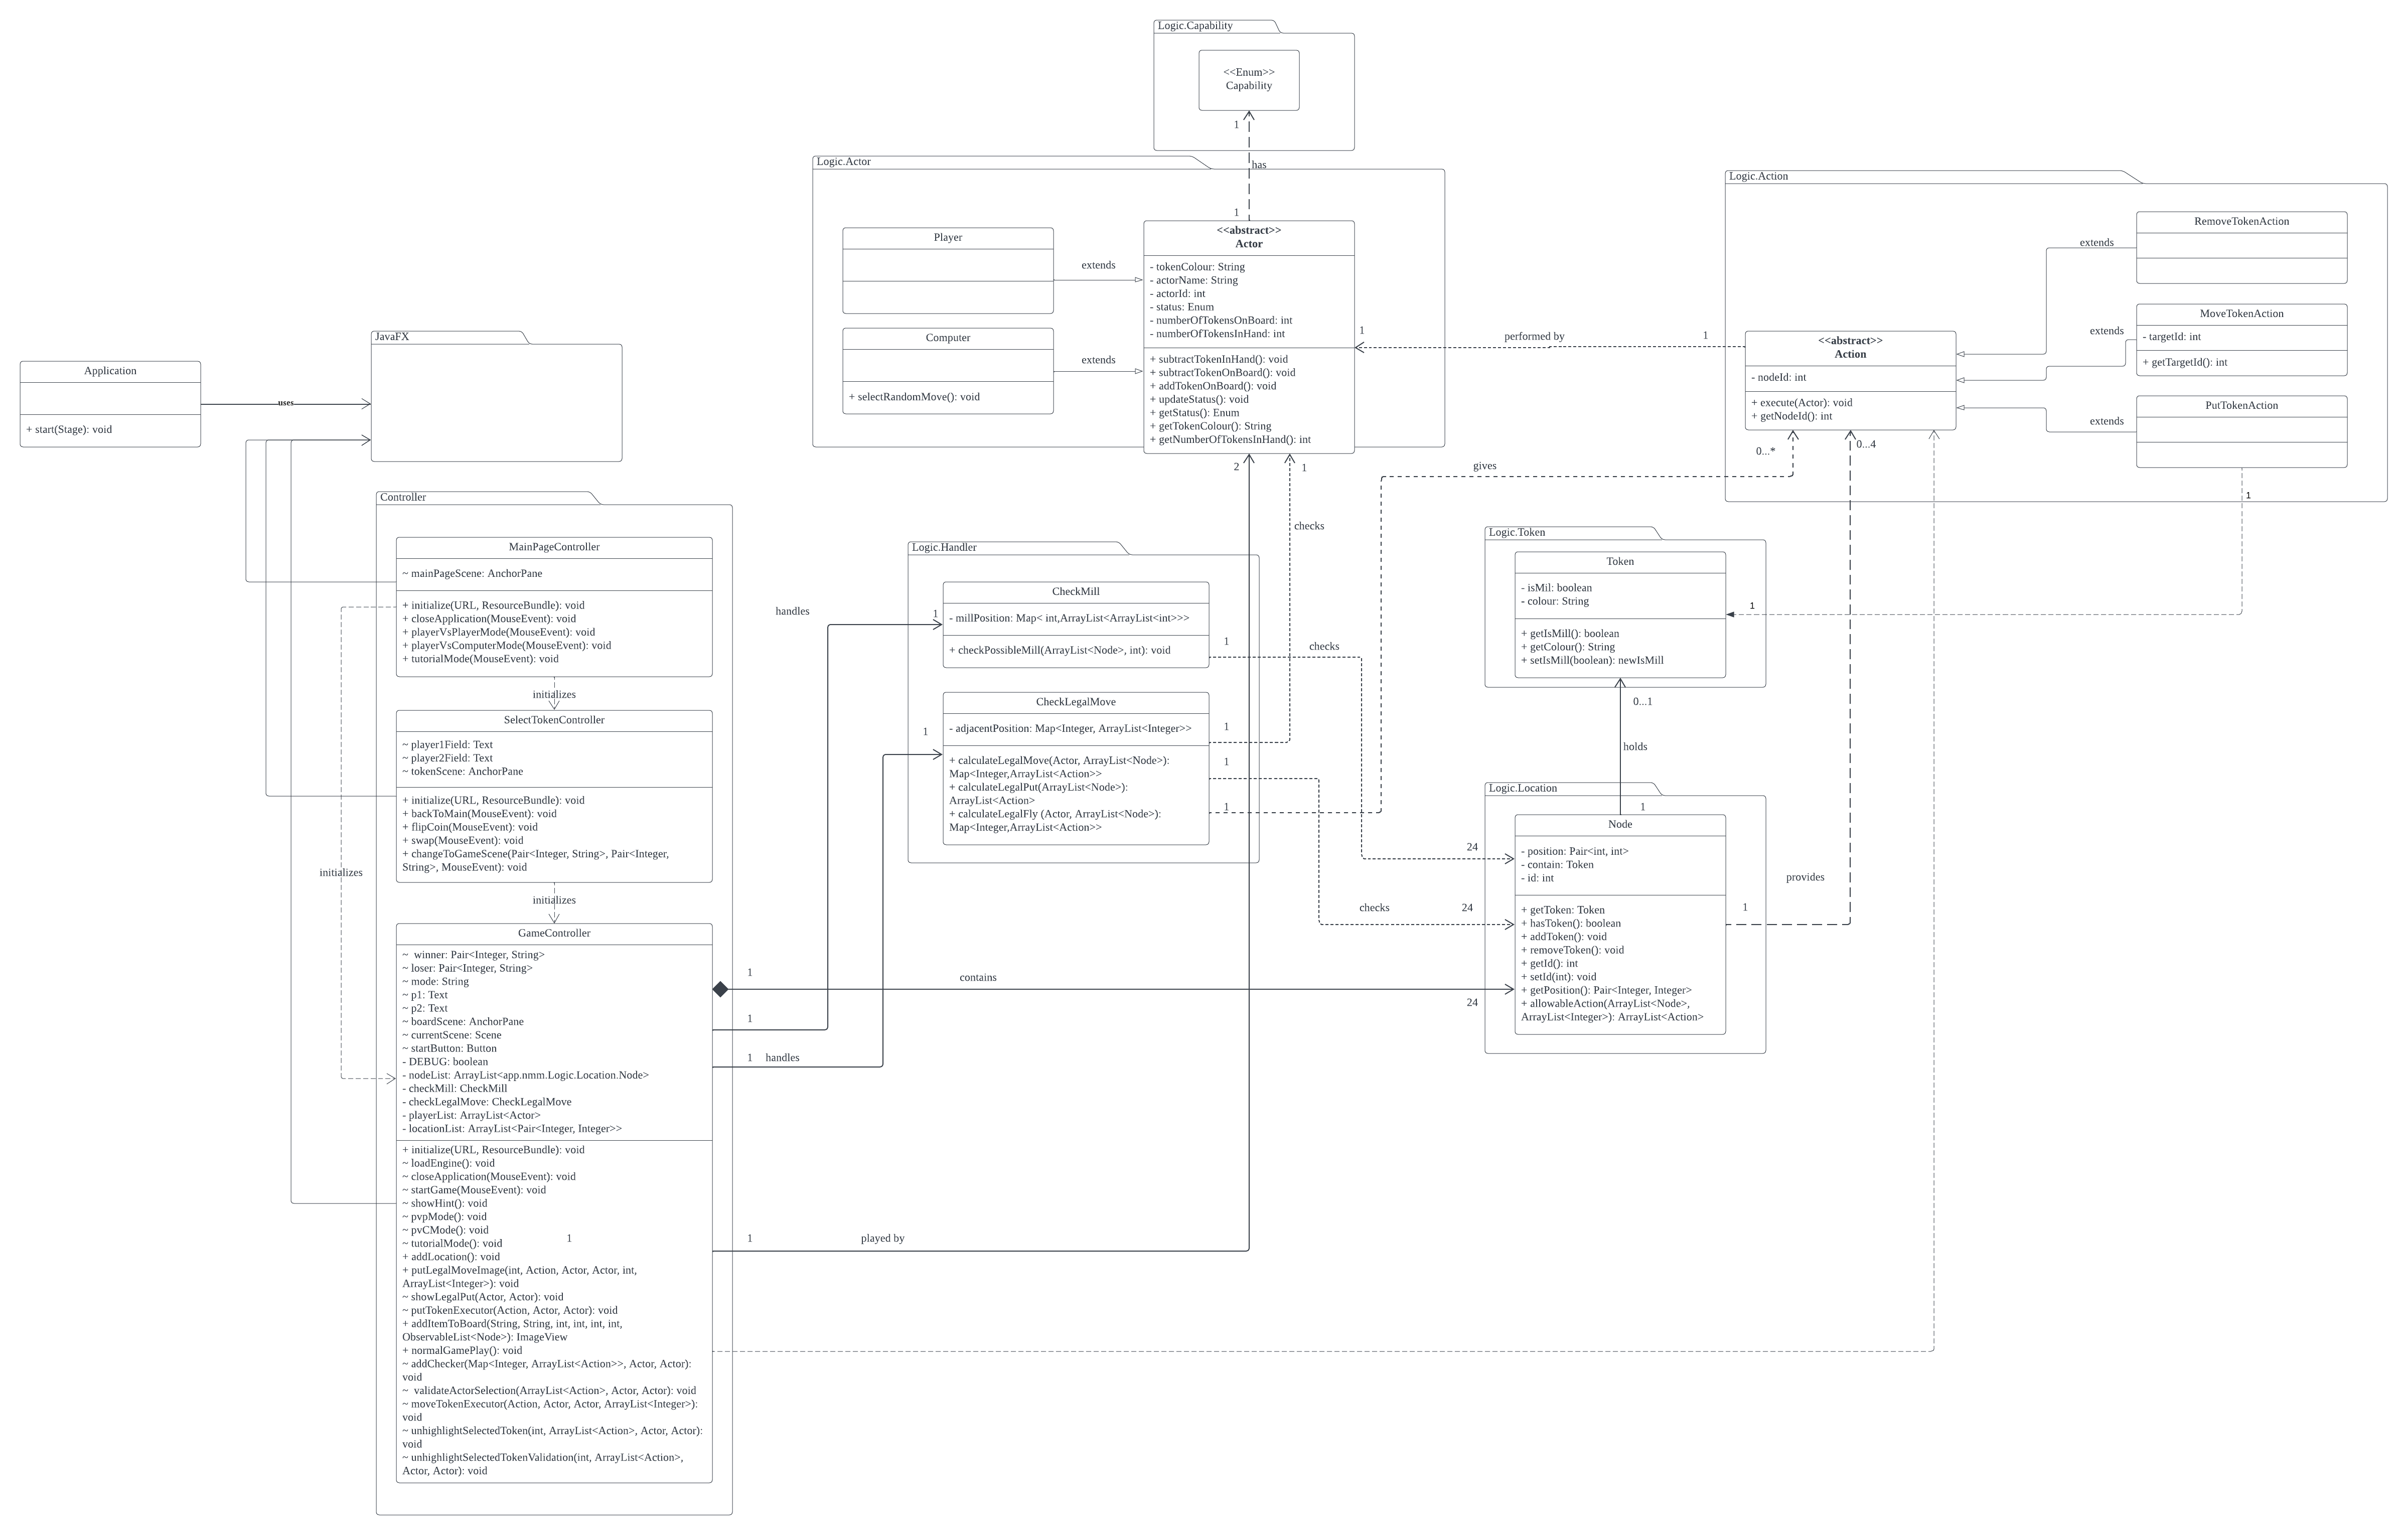 Logic.Capability
<<Enum>>
Capability
1
has
1
Logic.Actor
Player
extends
Computer
+ selectRandomMove(): void
extends
<<abstract>>
Actor
- tokenColour: String
- actorName: String
- actorId: int
- status: Enum
- numberOfTokensOnBoard: int
- numberOfTokensInHand: int
+ subtractTokenInHand(): void
+ subtractTokenOnBoard(): void
+ addTokenOnBoard(): void
+ updateStatus(): void
+ getStatus(): Enum
+ getTokenColour(): String
+ getNumberOfTokensInHand(): int
1
performed by
1
Logic.Action
<<abstract>>
Action
- nodeId: int
+ execute(Actor): void
+ getNodeId(): int
extends
RemoveTokenAction
extends
MoveTokenAction
- targetId: int
+ getTargetId(): int
extends
PutTokenAction
1
0...*
0...4
gives
2
1
checks
Application
+ start(Stage): void
uses
JavaFX
Controller
MainPageController
~ mainPageScene: AnchorPane
+ initialize(URL, ResourceBundle): void
+ closeApplication(MouseEvent): void
+ playerVsPlayerMode(MouseEvent): void
+ playerVsComputerMode(MouseEvent): void
+ tutorialMode(MouseEvent): void
initializes
SelectTokenController
~ player1Field: Text
~ player2Field: Text
~ tokenScene: AnchorPane
+ initialize(URL, ResourceBundle): void
+ backToMain(MouseEvent): void
+ flipCoin(MouseEvent): void
+ swap(MouseEvent): void
+ changeToGameScene(Pair<Integer, String>, Pair<Integer,
String>, MouseEvent): void
initializes
initializes
GameController
~  winner: Pair<Integer, String>
~ loser: Pair<Integer, String>
~ mode: String
~ p1: Text
~ p2: Text
~ boardScene: AnchorPane
~ currentScene: Scene
~ startButton: Button
- DEBUG: boolean
- nodeList: ArrayList<app.nmm.Logic.Location.Node>
- checkMill: CheckMill
- checkLegalMove: CheckLegalMove
- playerList: ArrayList<Actor>
- locationList: ArrayList<Pair<Integer, Integer>>
+ initialize(URL, ResourceBundle): void
~ loadEngine(): void
~ closeApplication(MouseEvent): void
~ startGame(MouseEvent): void
~ showHint(): void
~ pvpMode(): void
~ pvCMode(): void
~ tutorialMode(): void
1
+ addLocation(): void
+ putLegalMoveImage(int, Action, Actor, Actor, int,
ArrayList<Integer>): void
~ showLegalPut(Actor, Actor): void
~ putTokenExecutor(Action, Actor, Actor): void
+ addItemToBoard(String, String, int, int, int, int,
ObservableList<Node>): ImageView
+ normalGamePlay(): void
~ addChecker(Map<Integer, ArrayList<Action>>, Actor, Actor):
void
~  validateActorSelection(ArrayList<Action>, Actor, Actor): void
~ moveTokenExecutor(Action, Actor, Actor, ArrayList<Integer>):
void
~ unhighlightSelectedToken(int, ArrayList<Action>, Actor, Actor):
void
~ unhighlightSelectedTokenValidation(int, ArrayList<Action>,
Actor, Actor): void
Logic.Handler
CheckMill
- millPosition: Map< int,ArrayList<ArrayList<int>>>
+ checkPossibleMill(ArrayList<Node>, int): void
handles
1
1
checks
CheckLegalMove
- adjacentPosition: Map<Integer, ArrayList<Integer>>
+ calculateLegalMove(Actor, ArrayList<Node>):
Map<Integer,ArrayList<Action>>
+ calculateLegalPut(ArrayList<Node>):
ArrayList<Action>
+ calculateLegalFly (Actor, ArrayList<Node>):
Map<Integer,ArrayList<Action>>
1
1
1
1
24
checks
24
Logic.Token
Token
- isMil: boolean
- colour: String
+ getIsMill(): boolean
+ getColour(): String
+ setIsMill(boolean): newIsMill
1
0...1
holds
1
Logic.Location
Node
- position: Pair<int, int>
- contain: Token
- id: int
+ getToken: Token
+ hasToken(): boolean
+ addToken(): void
+ removeToken(): void
+ getId(): int
+ setId(int): void
+ getPosition(): Pair<Integer, Integer>
+ allowableAction(ArrayList<Node>,
ArrayList<Integer>): ArrayList<Action>
provides
1
1
contains
24
1
1
handles
1
played by